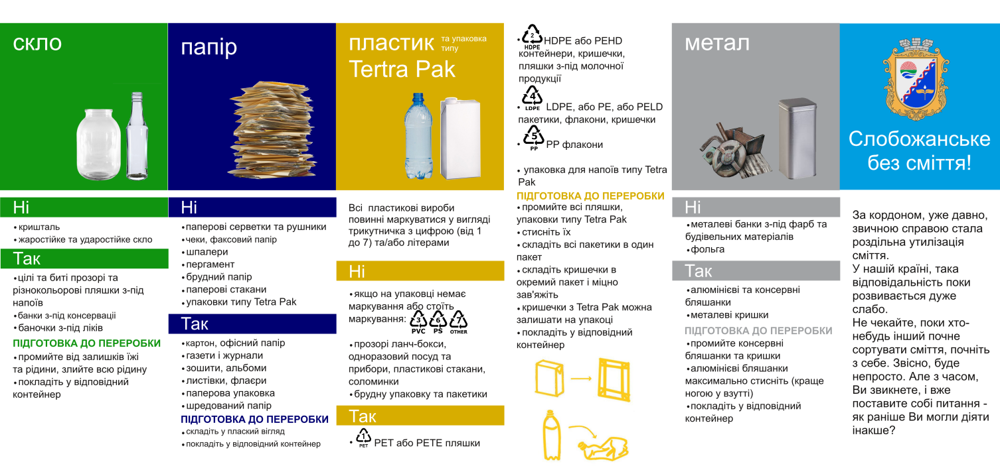 скло
Ні
•кришталь
•жаростійке та ударостійке скло
Так
•цілі та биті прозорі та
різнокольорові пляшки з-під
напоїв
•банки з-під консервації
•баночки з-під ліків
ПІДГОТОВКА ДО ПЕРЕРОБКИ
•промийте від залишків їжі
та рідини, злийте всю рідину
•покладіть у відповідний
контейнер
папір
Ні
•паперові серветки та рушники
•чеки, факсовий папір
•шпалери
•пергамент
•брудний папір
•паперові стакани
•упаковки типу Tetra Pak
Так
•картон, офісний папір
•газети і журнали
•зошити, альбоми
•листівки, флаєри
•паперова упаковка
•шредований папір
ПІДГОТОВКА ДО ПЕРЕРОБКИ
•складіть у плаский вігляд
•покладіть у відповідний контейнер
пластик та упаковка
типу
Tertra Pak
Всі пластикові вироби
повинні маркуватися у вигляді
трикутничка з цифрою (від 1
до 7) та/або літерами
Ні
•якщо на упаковці немає
маркування або стоїть
маркування: 3 PVC 6 PS 7 OTHER
•прозорі ланч-бокси,
одноразовий посуд та
прибори, пластикові стакани,
соломинки
•брудну упаковку та пакетики
Так
• 1 PET PET або PETE пляшки
• 2 HDPE HDPE або PEHD
контейнери, кришечки,
пляшки з-під молочної
продукції
• 4 LDPE LDPE, або PE, або PELD
пакетики, флакони, кришечки
• 5 PP PP флакони
• упаковка для напоїв типу Tetra
Pak
ПІДГОТОВКА ДО ПЕРЕРОБКИ
•промийте всі пляшки,
упаковки типу Tetra Pak
•стисніть їх
•складіть всі пакетики в один
пакет
•складіть кришечки в
окремий пакет і міцно
зав'яжіть
•кришечки з Tetra Pak можна
залишати на упакоці
•покладіть у відповідний
контейнер
метал
Ні
•металеві банки з-під фарб та
будівельних матеріалів
•фольга
Так
•алюмінієві та консервні
бляшанки
•металеві кришки
ПІДГОТОВКА ДО ПЕРЕРОБКИ
•промийте консервні
бляшанки та кришки
•алюмінієві бляшанки
максимально стисніть (краще
ногою у взутті)
•покладіть у відповідний
контейнер
Слобожанське
без сміття!
За кордоном, уже давно,
звичною справою стала
роздільна утилізація
сміття.
У нашій країні, така
відповідальність поки
розвивається дуже
слабо.
Не чекайте, поки хто-
небудь інший почне
сортувати сміття, почніть
з себе. Звісно, буде
непросто. Але з часом,
Ви звикнете, і вже
поставите собі питання -
як раніше Ви могли діяти
інакше?